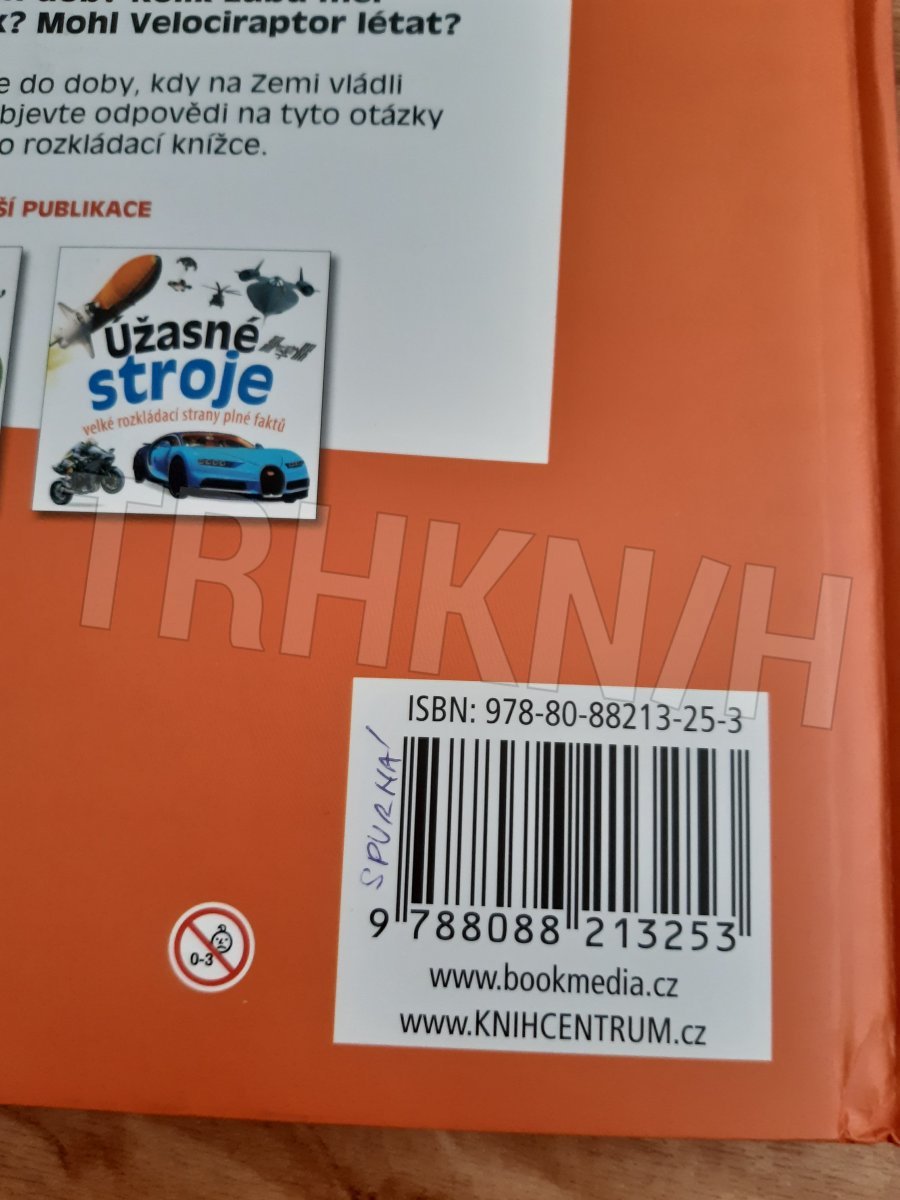 k? Mohl Velociraptor létat?
e do doby, kdy na Zemi vládli
bjevte odpovědi na tyto otázky
o rozkládací knížce.
ŠÍ PUBLIKACE
Úžasné
stroje
velké rozkládací strany plné faktů
TRHKNIH
ISBN: 978-80-88213-25-3
SPURNÁ
9 788088 213253
0-3
www.bookmedia.cz
www.KNIHCENTRUM.cz